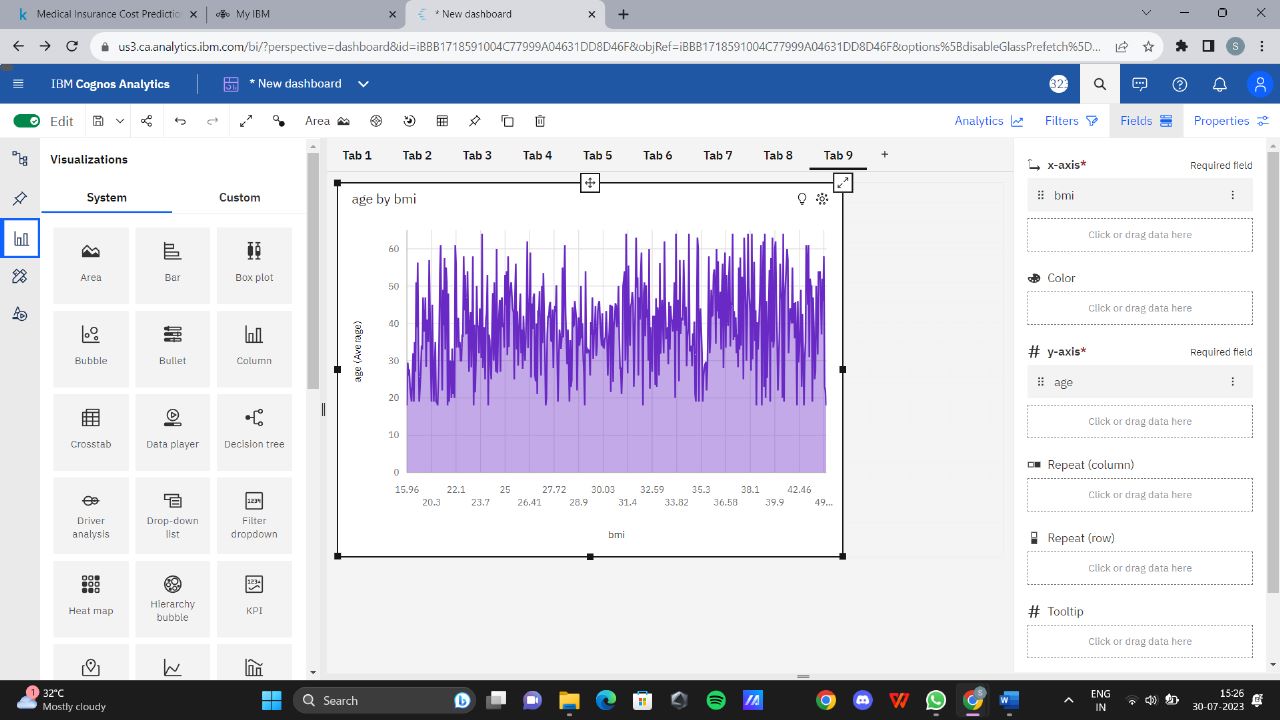 Medical Insurance Cost Predictio
My IBM
* New dashboard
us3.ca.analytics.ibm.com/bi/?perspective=dashboard&id=iBBB1718591004C77999A04631DD8D46F&objRef=iBBB1718591004C77999A04631DD8D46F&options%5BdisableGlassPrefetch%5D...
S
IBM Cognos Analytics
* New dashboard
Edit
Area
Analytics
Filters
Fields
Properties
Visualizations
System
Custom
Area
Bar
Box plot
Bubble
Bullet
Column
Crosstab
Data player
Decision tree
Driver
analysis
Drop-down
list
Filter
dropdown
Heat map
Hierarchy
bubble
KPI
Tab 1
Tab 2
Tab 3
Tab 4
Tab 5
Tab 6
Tab 7
Tab 8
Tab 9
age by bmi
age (Average)
60
50
40
30
20
10
0
15.96
20.3
22.1
23.7
25
26.41
27.72
28.9
30.03
31.4
32.59
33.82
35.3
36.58
38.1
39.9
42.46
49...
bmi
x-axis*
Required field
bmi
Click or drag data here
Color
Click or drag data here
y-axis*
Required field
age
Click or drag data here
Repeat (column)
Click or drag data here
Repeat (row)
Click or drag data here
Tooltip
Click or drag data here
1
32°C
Mostly cloudy
Search
ENG
IN
15:26
30-07-2023